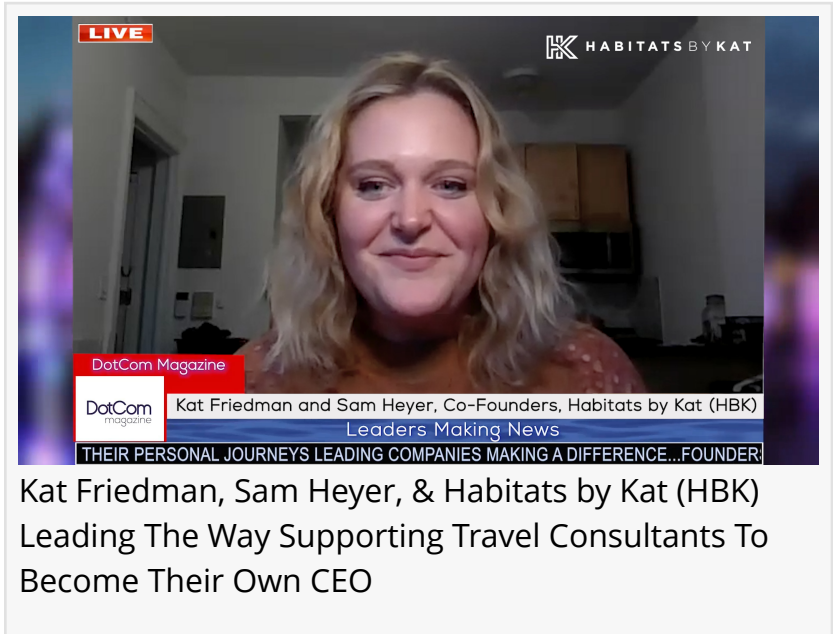 LIVE
HK HABITATS BY KAT
DotCom Magazine
DotCom
magazine
Kat Friedman and Sam Heyer, Co-Founders, Habitats by Kat (HBK)
Leaders Making News
THEIR PERSONAL JOURNEYS LEADING COMPANIES MAKING A DIFFERENCE...FOUNDERS
Kat Friedman, Sam Heyer, & Habitats by Kat (HBK)
Leading The Way Supporting Travel Consultants To
Become Their Own CEO